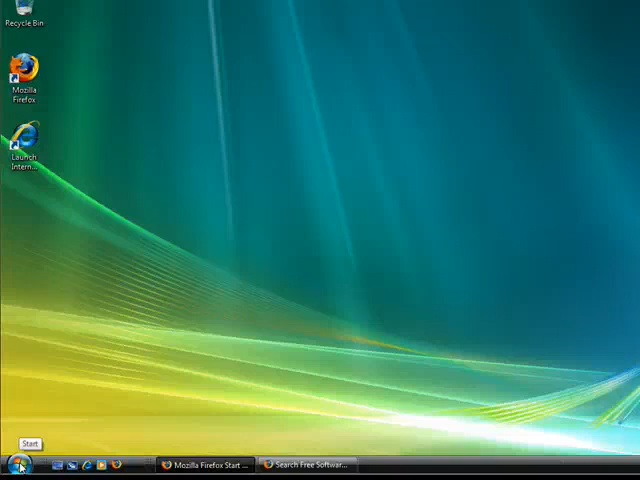 Recycle Bin
Mozilla
Firefox
Launch
Intern...
Start
Mozilla Firefox Start ...
Search Free Softwar...